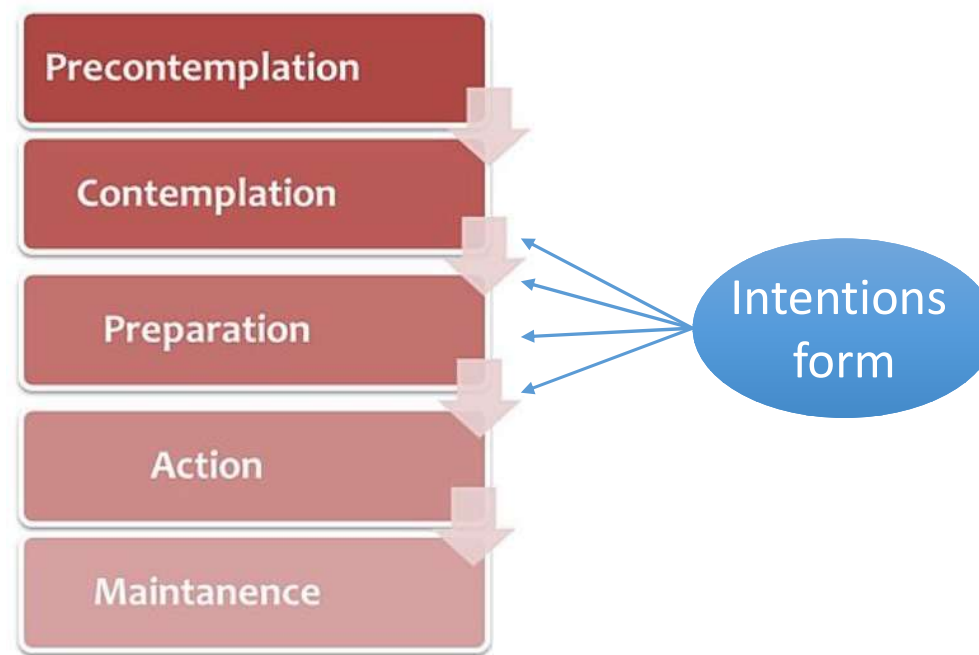 Precontemplation
Contemplation
Preparation
Action
Maintanence
Intentions
form